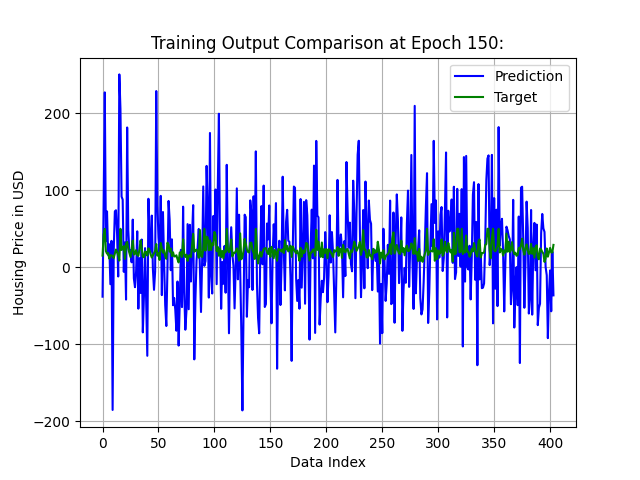 Training Output Comparison at Epoch 150:
Prediction
Target
Housing Price in USD
200
100
0
−100
−200
0 50 100 150 200 250 300 350 400
Data Index